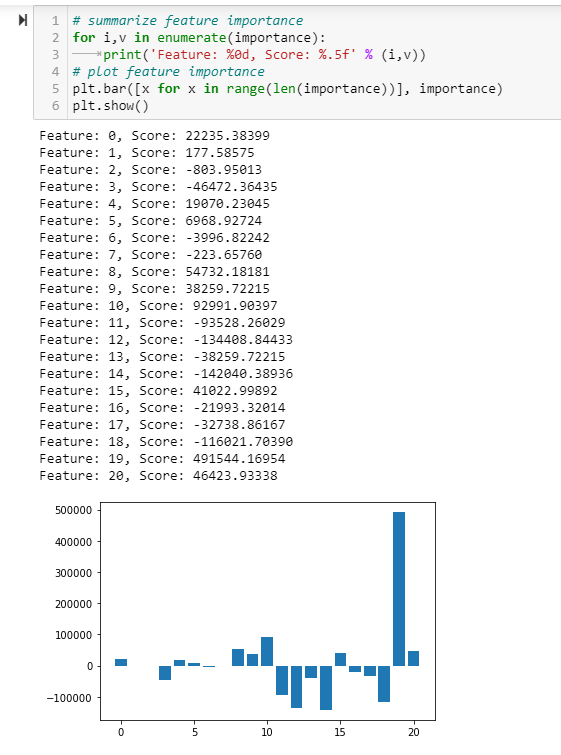 1 # summarize feature importance
2 for i,v in enumerate(importance):
3 print('Feature: %0d, Score: %.5f' % (i,v))
4 # plot feature importance
5 plt.bar([x for x in range(len(importance))], importance)
6 plt.show()
Feature: 0, Score: 22235.38399
Feature: 1, Score: 177.58575
Feature: 2, Score: -803.95013
Feature: 3, Score: -46472.36435
Feature: 4, Score: 19070.23045
Feature: 5, Score: 6968.92724
Feature: 6, Score: -3996.82242
Feature: 7, Score: -223.65760
Feature: 8, Score: 54732.18181
Feature: 9, Score: 38259.72215
Feature: 10, Score: 92991.90397
Feature: 11, Score: -93528.26029
Feature: 12, Score: -134408.84433
Feature: 13, Score: -38259.72215
Feature: 14, Score: -142040.38936
Feature: 15, Score: 41022.99892
Feature: 16, Score: -21993.32014
Feature: 17, Score: -32738.86167
Feature: 18, Score: -116021.70390
Feature: 19, Score: 491544.16954
Feature: 20, Score: 46423.93338
500000
400000
300000
200000
100000
0
−100000
0 5 10 15 20